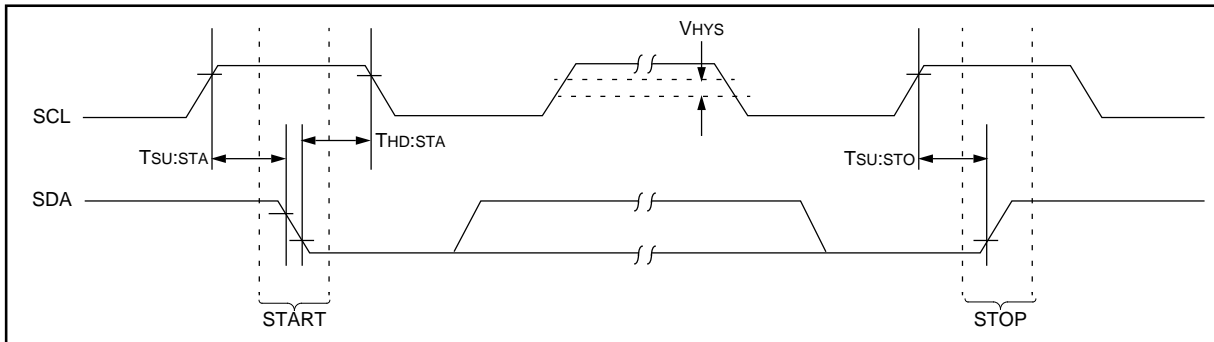 VHYS
SCL
THD:STA
TSU:STA
TSU:STO
SDA
START
STOP